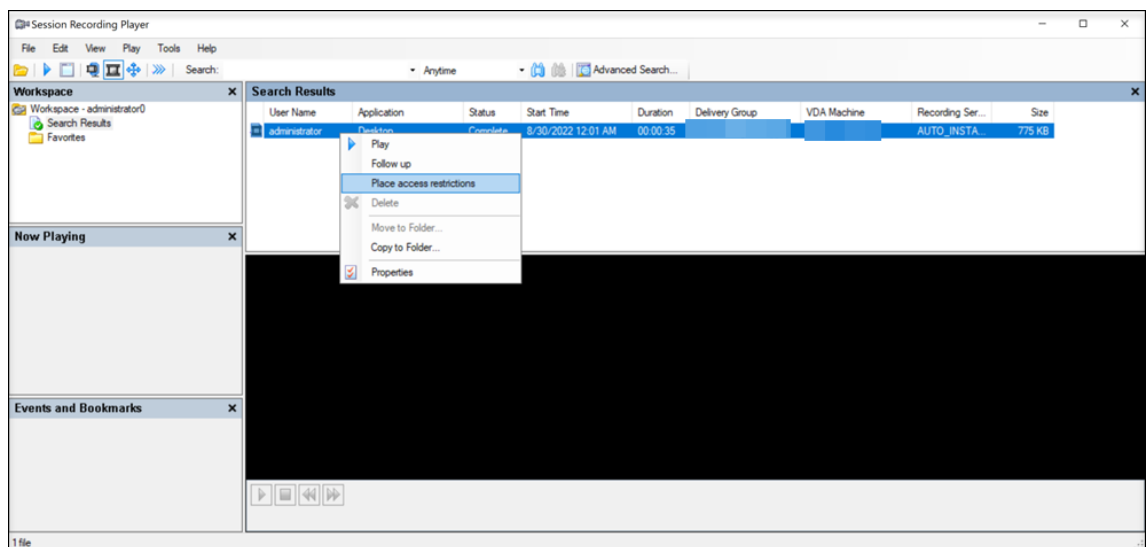 Session Recording Player
File Edit View Play Tools Help
Search: Anytime Advanced Search...
Workspace
Workspace - administrator0
Search Results
Favorites
Search Results
User Name Application Status Start Time Duration Delivery Group VDA Machine Recording Ser... Size
administrator Desktop Complete 8/30/2022 12:01 AM 00:00:35 AUTO_INSTA... 775 KB
Play
Follow up
Place access restrictions
Delete
Move to Folder...
Copy to Folder...
Properties
Now Playing
Events and Bookmarks
1 file